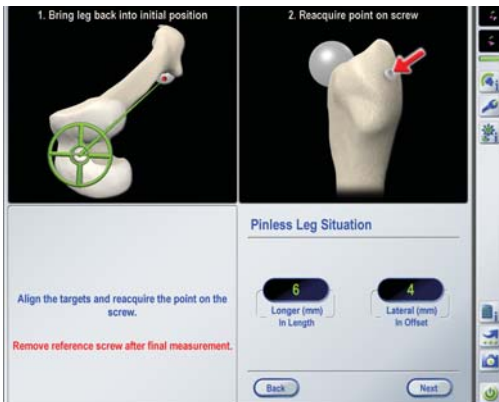 1. Bring leg back into initial position
2. Reacquire point on screw
Align the targets and reacquire the point on the
screw.
Remove reference screw after final measurement.
Pinless Leg Situation
6
Longer (mm)
In Length
4
Lateral (mm)
In Offset
Back
Next